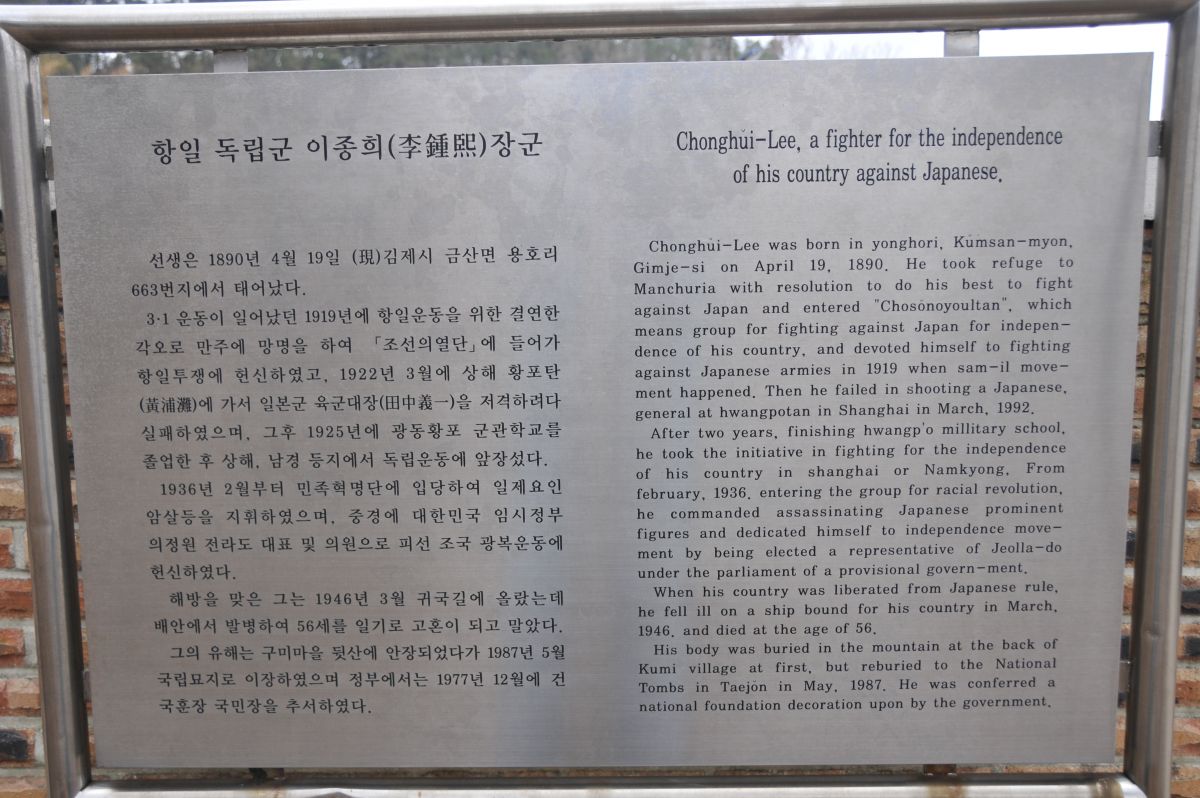 항일 독립군 이종희(李鍾熙)장군
선생은 1890년 4월 19일 (現)김제시 금산면 용호리
663번지에서 태어났다.
3·1 운동이 일어났던 1919년에 항일운동을 위한 결연한
각오로 만주에 망명을 하여 「조선의열단」에 들어가
항일투쟁에 헌신하였고, 1922년 3월에 상해 황포탄
(黃浦灘)에 가서 일본군 육군대장(田中義一)을 저격하려다
실패하였으며, 그후 1925년에 광동황포 군관학교를
졸업한 후 상해, 남경 등지에서 독립운동에 앞장섰다.
1936년 2월부터 민족혁명단에 입당하여 일제요인
암살등을 지휘하였으며, 중경에 대한민국 임시정부
의정원 전라도 대표 및 의원으로 피선 조국 광복운동에
헌신하였다.
해방을 맞은 그는 1946년 3월 귀국길에 올랐는데
배안에서 발병하여 56세를 일기로 고혼이 되고 말았다.
그의 유해는 구미마을 뒷산에 안장되었다가 1987년 5월
국립묘지로 이장하였으며 정부에서는 1977년 12월에 건
국훈장 국민장을 추서하였다.
Chonghŭi-Lee, a fighter for the independence
of his country against Japanese.
Chonghŭi-Lee was born in yonghori, Kŭmsan-myon,
Gimje-si on April 19, 1890. He took refuge to
Manchuria with resolution to do his best to fight
against Japan and entered "Chosŏnoyoultan", which
means group for fighting against Japan for indepen-
dence of his country, and devoted himself to fighting
against Japanese armies in 1919 when sam-il move-
ment happened. Then he failed in shooting a Japanese,
general at hwangpotan in Shanghai in March, 1992.
After two years, finishing hwangp'o millitary school,
he took the initiative in fighting for the independence
of his country in shanghai or Namkyong, From
february, 1936. entering the group for racial revolution,
he commanded assassinating Japanese prominent
figures and dedicated himself to independence move-
ment by being elected a representative of Jeolla-do
under the parliament of a provisional govern-ment.
When his country was liberated from Japanese rule,
he fell ill on a ship bound for his country in March,
1946. and died at the age of 56.
His body was buried in the mountain at the back of
Kumi village at first, but reburied to the National
Tombs in Taejŏn in May, 1987. He was conferred a
national foundation decoration upon by the government.